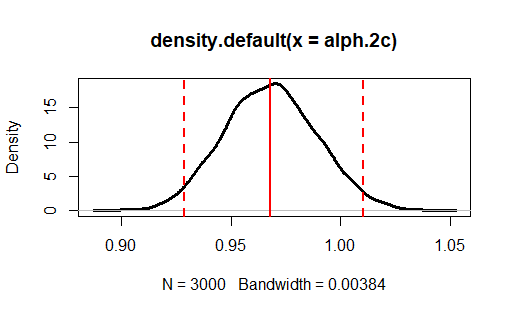 density.default(x = alph.2c)
Density
15
10
5
0
0.90 0.95 1.00 1.05
N = 3000 Bandwidth = 0.00384